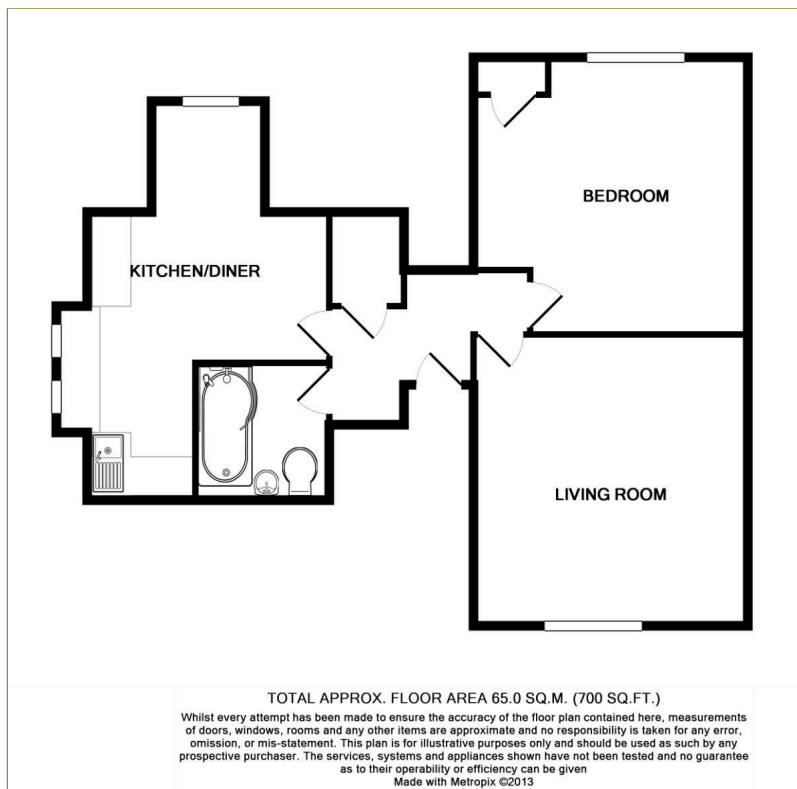 BEDROOM
KITCHEN/DINER
LIVING ROOM
TOTAL APPROX. FLOOR AREA 65.0 SQ.M. (700 SQ.FT.)
Whilst every attempt has been made to ensure the accuracy of the floor plan contained here, measurements
of doors, windows, rooms and any other items are approximate and no responsibility is taken for any error,
omission, or mis-statement. This plan is for illustrative purposes only and should be used as such by any
prospective purchaser. The services, systems and appliances shown have not been tested and no guarantee
as to their operability or efficiency can be given
Made with Metropix ©2013